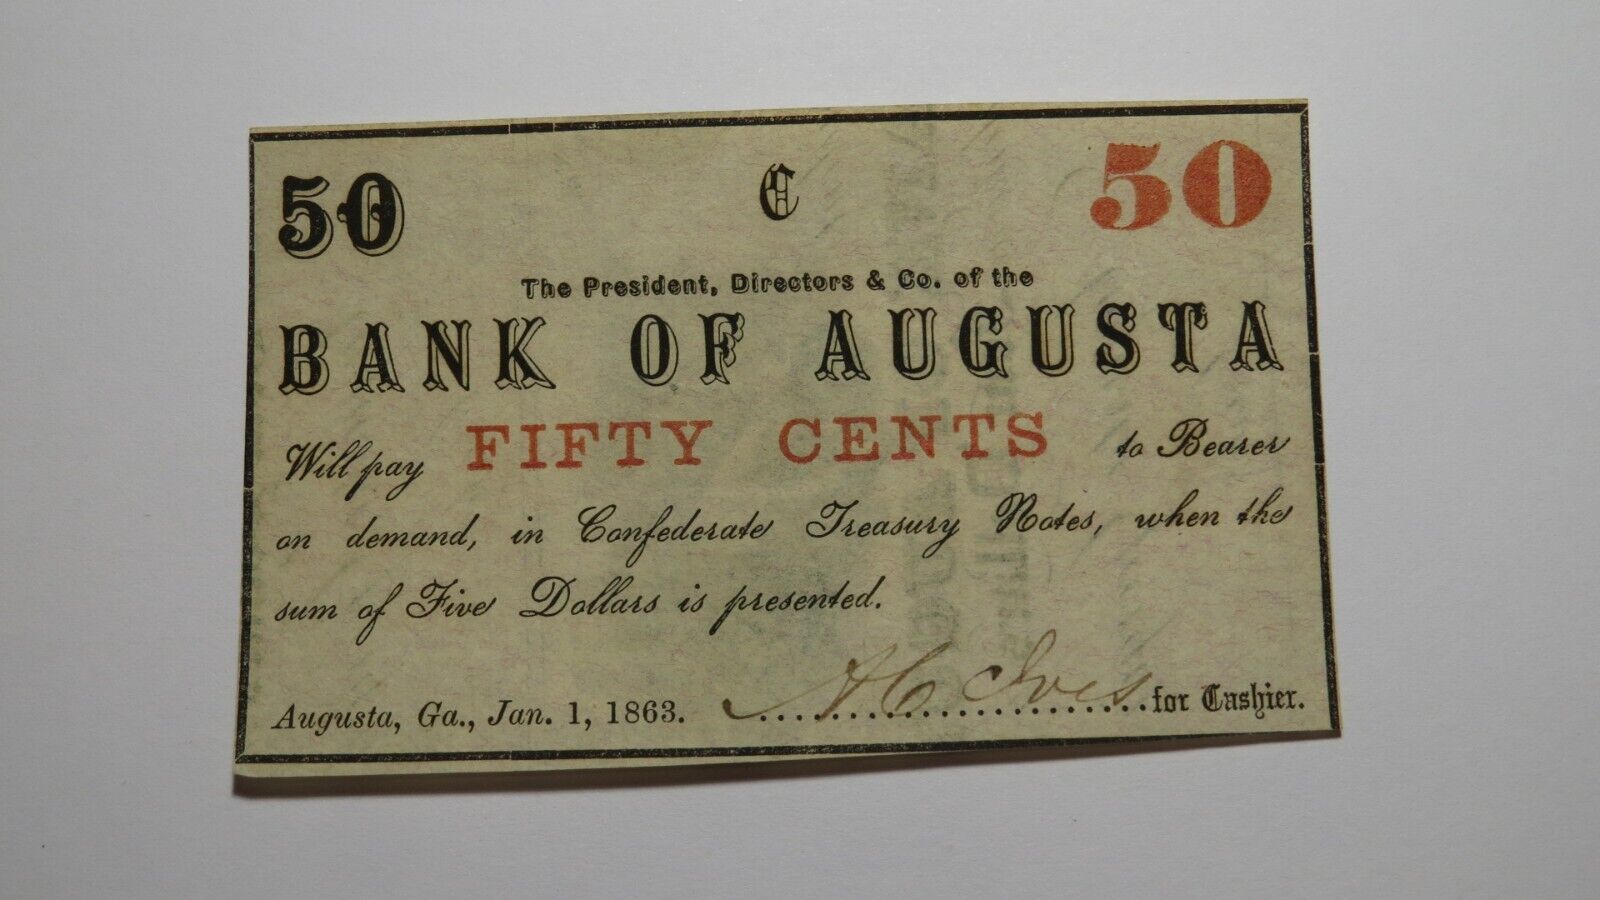 50 C 50
The President, Directors & Co. of the
BANK OF AUGUSTA
Will pay FIFTY CENTS to Bearer
on demand, in Confederate Treasury Notes, when the
sum of Five Dollars is presented.
Augusta, Ga., Jan. 1, 1863. A C Ives for Cashier.